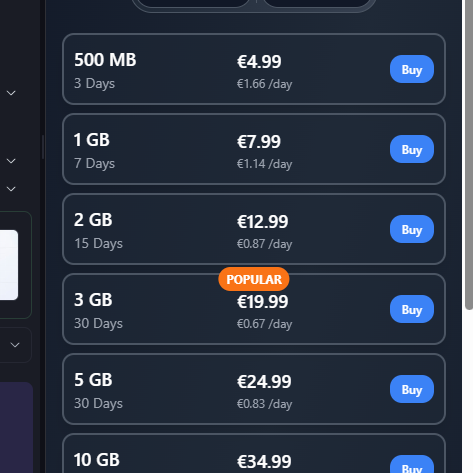 500 MB
3 Days
€4.99
€1.66 /day
Buy
1 GB
7 Days
€7.99
€1.14 /day
Buy
2 GB
15 Days
€12.99
€0.87 /day
Buy
POPULAR
3 GB
30 Days
€19.99
€0.67 /day
Buy
5 GB
30 Days
€24.99
€0.83 /day
Buy
10 GB
€34.99
Buy